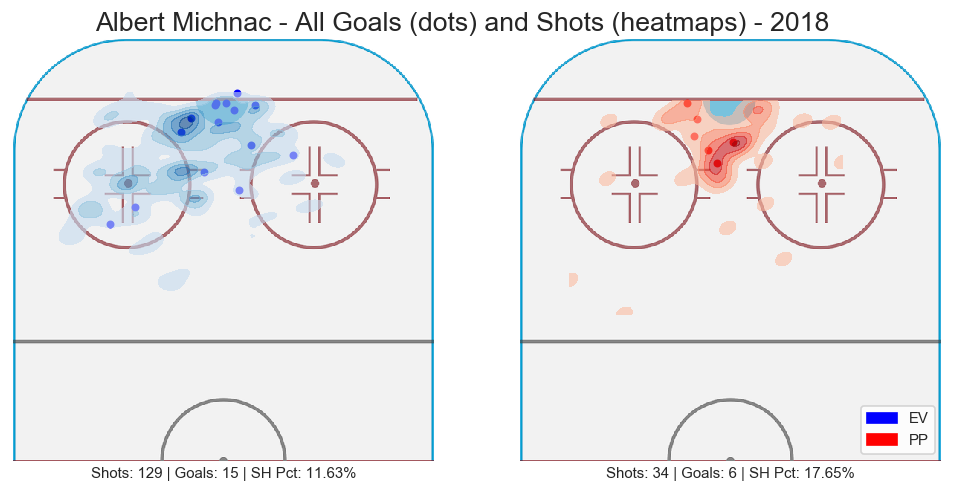 Albert Michnac - All Goals (dots) and Shots (heatmaps) - 2018
EV
PP
Shots: 129 | Goals: 15 | SH Pct: 11.63%
Shots: 34 | Goals: 6 | SH Pct: 17.65%